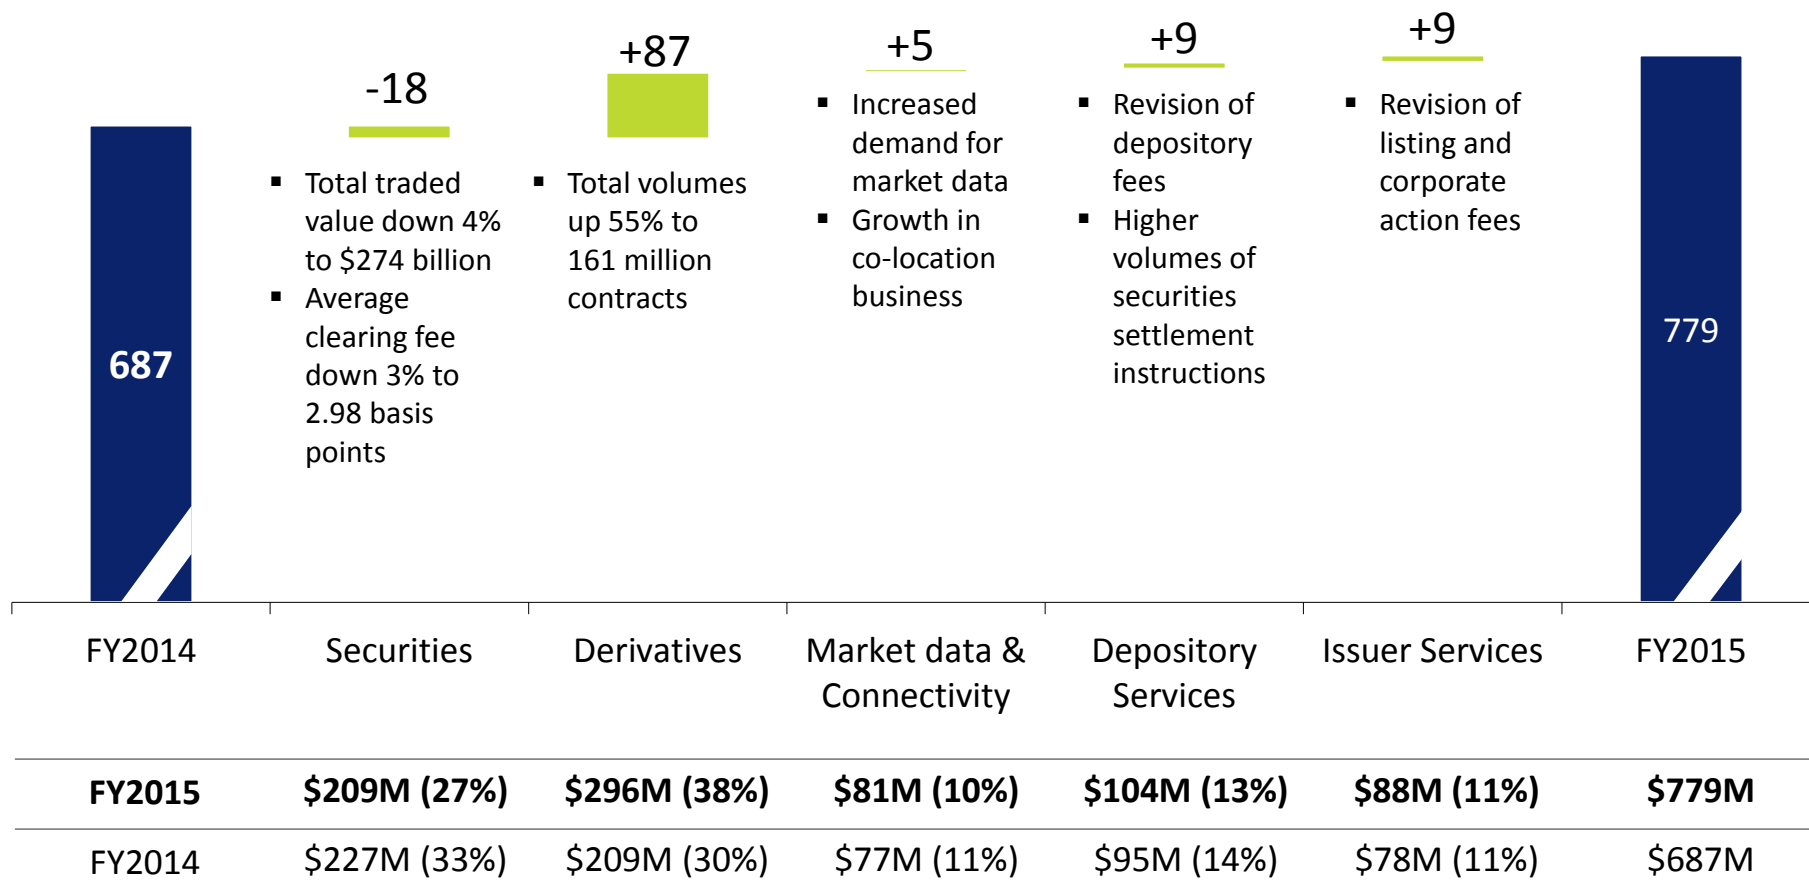 -18
+87
+5
+9
+9
687
▪ Total traded
value down 4%
to $274 billion
▪ Average
clearing fee
down 3% to
2.98 basis
points
▪ Total volumes
up 55% to
161 million
contracts
▪ Increased
demand for
market data
▪ Growth in
co-location
business
▪ Revision of
depository
fees
▪ Higher
volumes of
securities
settlement
instructions
▪ Revision of
listing and
corporate
action fees
779
FY2014
Securities
Derivatives
Market data &
Connectivity
Depository
Services
Issuer Services
FY2015
FY2015 $209M (27%) $296M (38%) $81M (10%) $104M (13%) $88M (11%) $779M
FY2014 $227M (33%) $209M (30%) $77M (11%) $95M (14%) $78M (11%) $687M